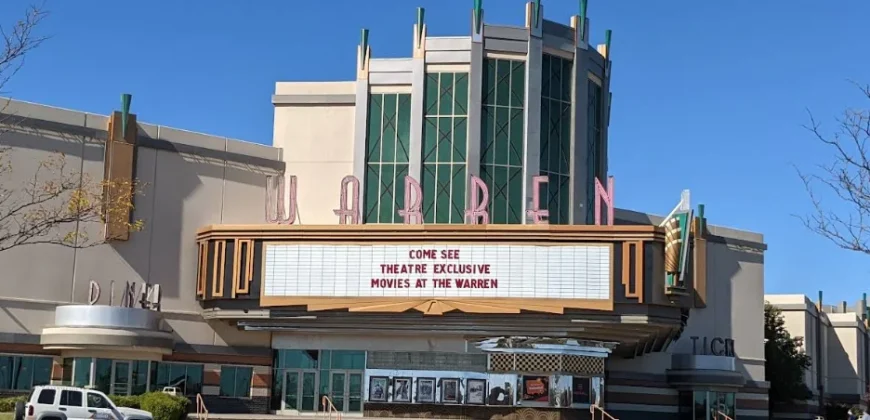 WARREN
COME SEE
THEATRE EXCLUSIVE
MOVIES AT THE WARREN